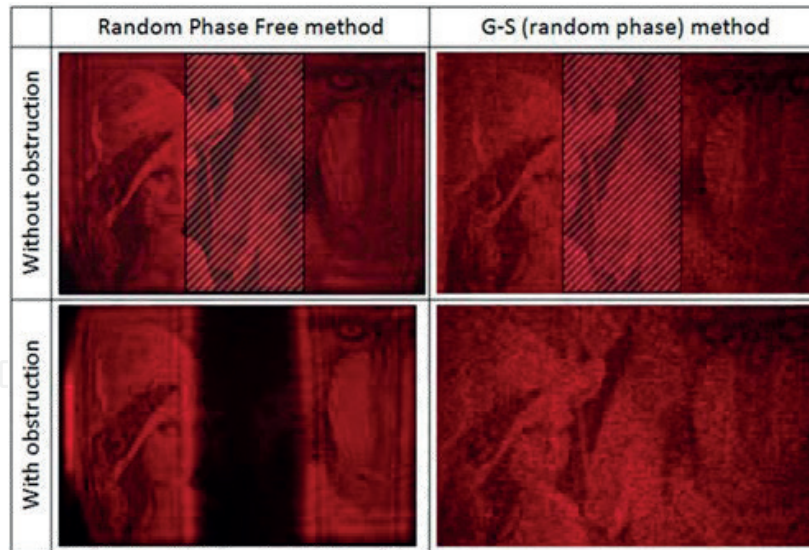 Random Phase Free method
G-S (random phase) method
Without obstruction
With obstruction